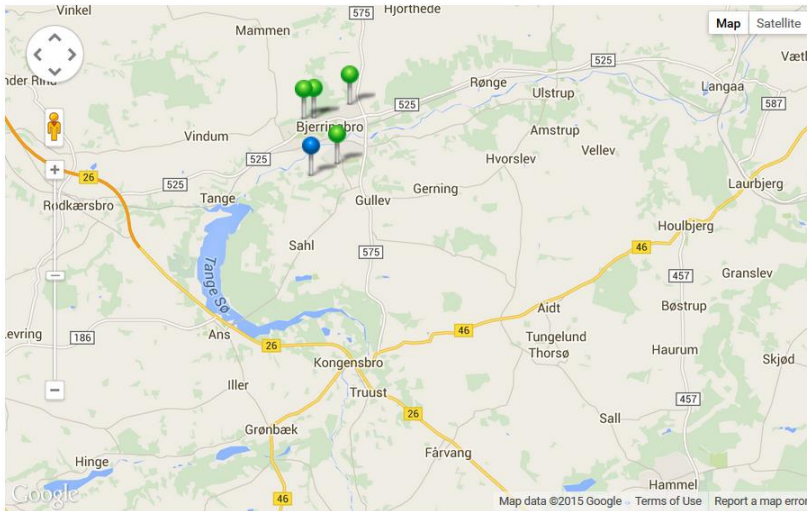 Vinkel
575
Hjorthede
Mammen
Map
Satellite
525
Rønge
Langaa
Ulstrup
587
525
Bjerringbro
Amstrup
Vindum
Vellev
Hvorslev
525
26
525
Laurbjerg
Gerning
Tange
Gullev
Rødkærsbro
Houlbjerg
Sahl
46
575
457
Granslev
Tange Sø
Aidt
Bøstrup
46
Ans
186
Tungelund
26
Thorsø
Haurum
Kongensbro
Skjød
Iller
Truust
457
26
Sall
Grønbæk
Fårvang
Hinge
Hammel
46
Google
Map data ©2015 Google
Terms of Use
Report a map error